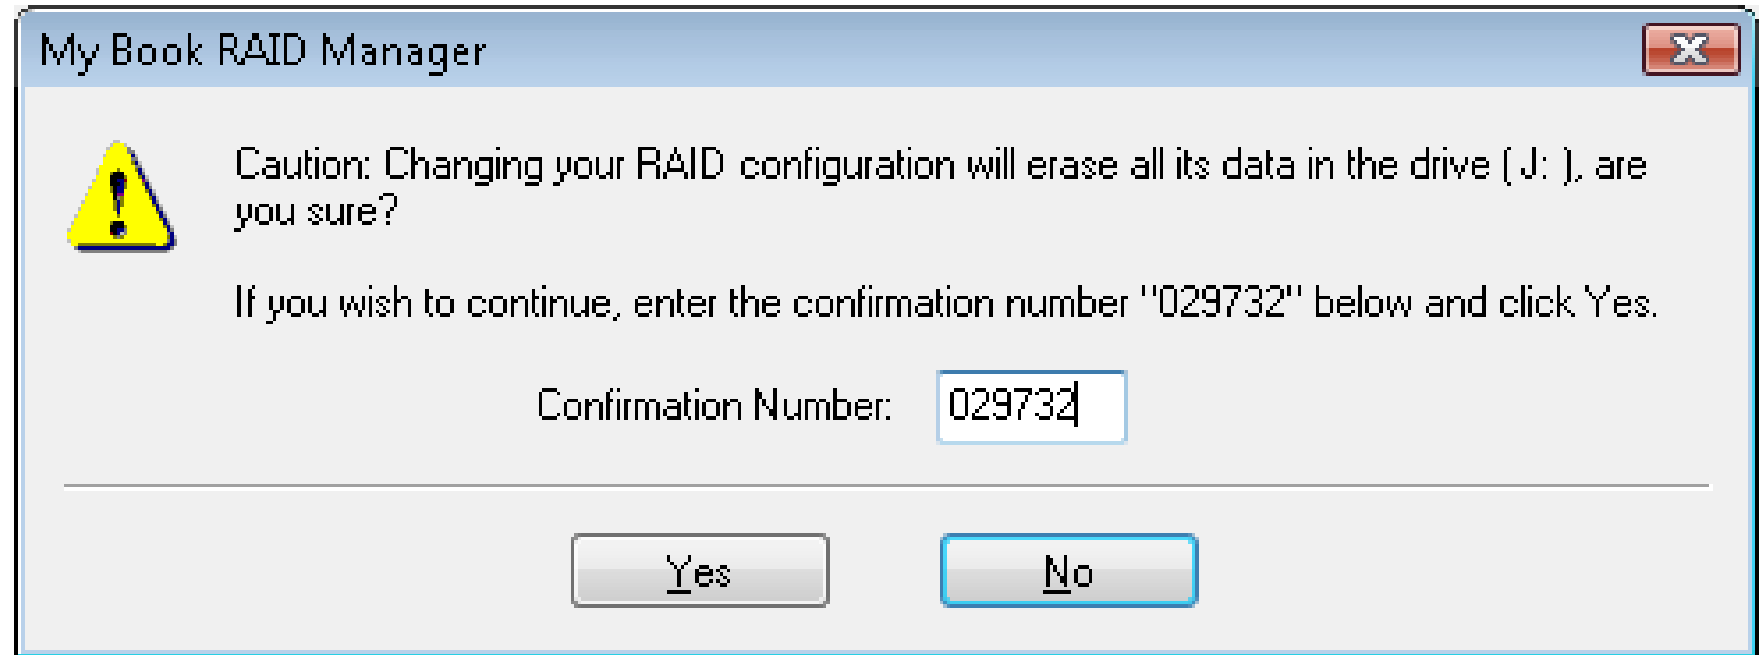 My Book RAID Manager
Caution: Changing your RAID configuration will erase all its data in the drive ( J: ), are
you sure?
If you wish to continue, enter the confirmation number "029732" below and click Yes.
Confirmation Number: 029732
Yes No